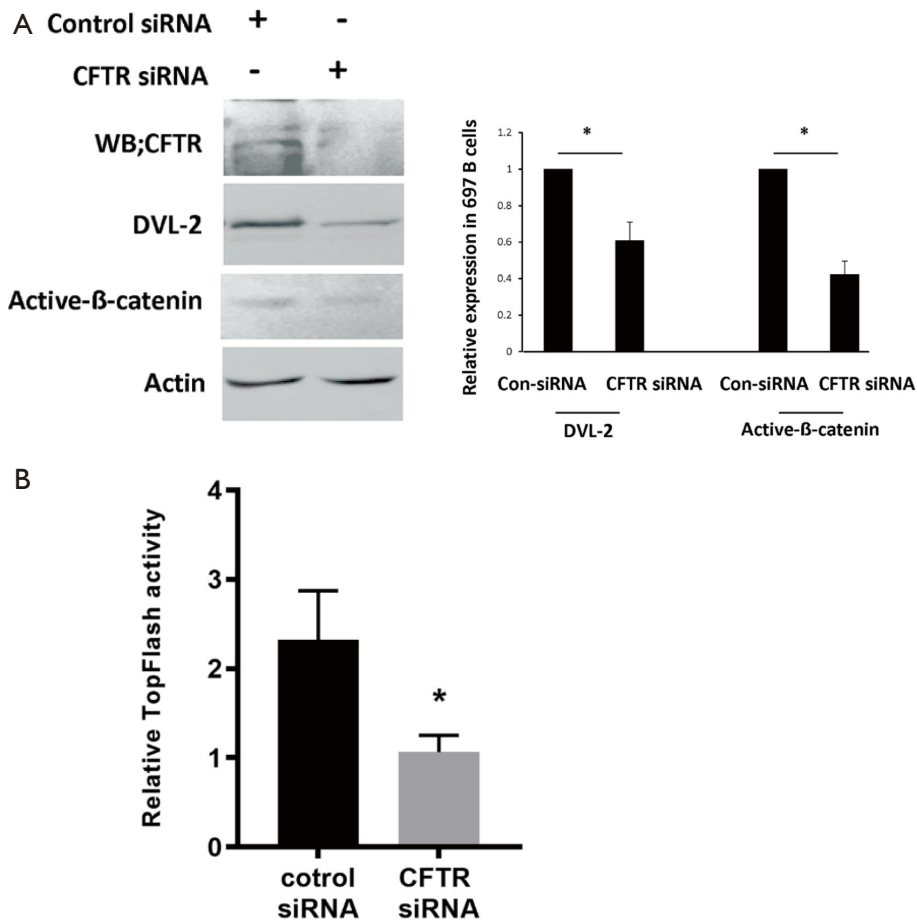 A
Control siRNA + -
CFTR siRNA - +
WB;CFTR
DVL-2
Active-ß-catenin
Actin
Relative expression in 697 B cells
1.2
1
0.8
0.6
0.4
0.2
0
*
*
Con-siRNA CFTR siRNA Con-siRNA CFTR siRNA
DVL-2 Active-ß-catenin
B
Relative TopFlash activity
4
3
2
1
0
*
cotrol CFTR
siRNA siRNA